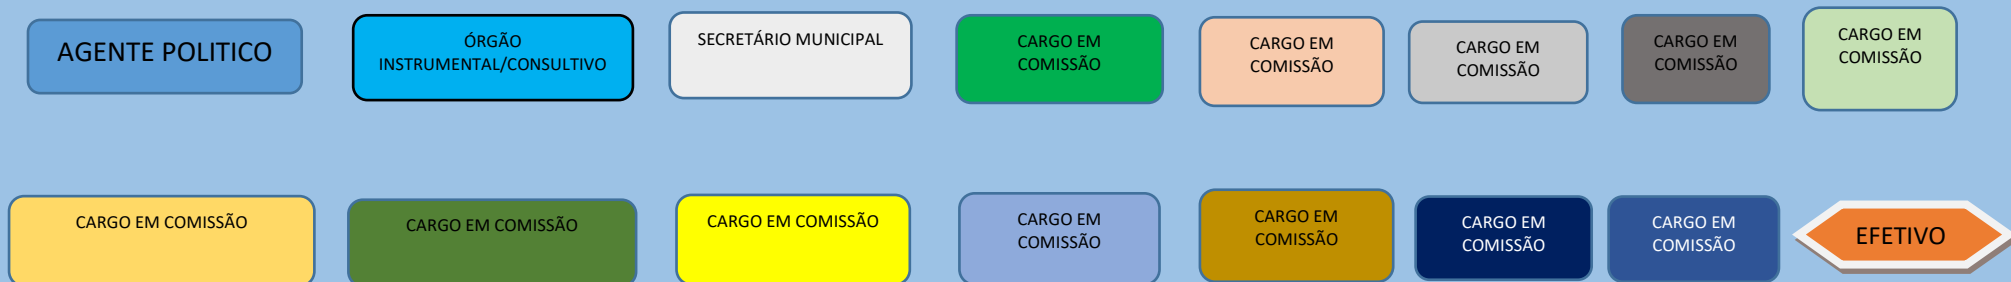 AGENTE POLITICO
ÓRGÃO
INSTRUMENTAL/CONSULTIVO
SECRETÁRIO MUNICIPAL
CARGO EM
COMISSÃO
CARGO EM
COMISSÃO
CARGO EM
COMISSÃO
CARGO EM
COMISSÃO
CARGO EM
COMISSÃO
CARGO EM COMISSÃO
CARGO EM COMISSÃO
CARGO EM COMISSÃO
CARGO EM
COMISSÃO
CARGO EM
COMISSÃO
CARGO EM
COMISSÃO
CARGO EM
COMISSÃO
EFETIVO